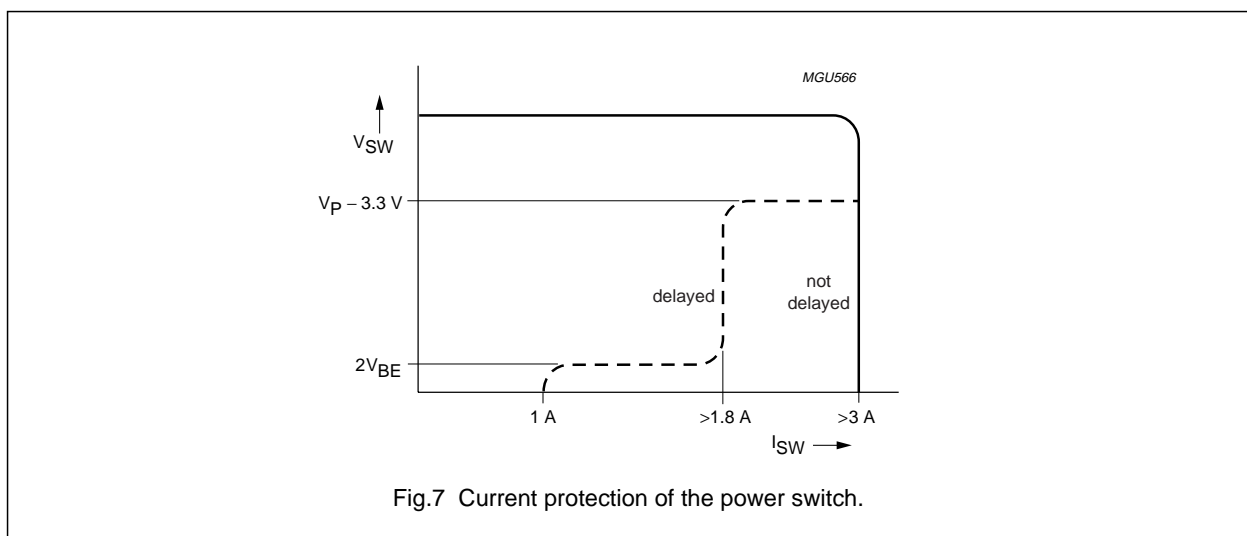 MGU566
VSW
VP − 3.3 V
not
delayed
delayed
2VBE
1 A
>1.8 A
>3 A
ISW
Fig.7 Current protection of the power switch.